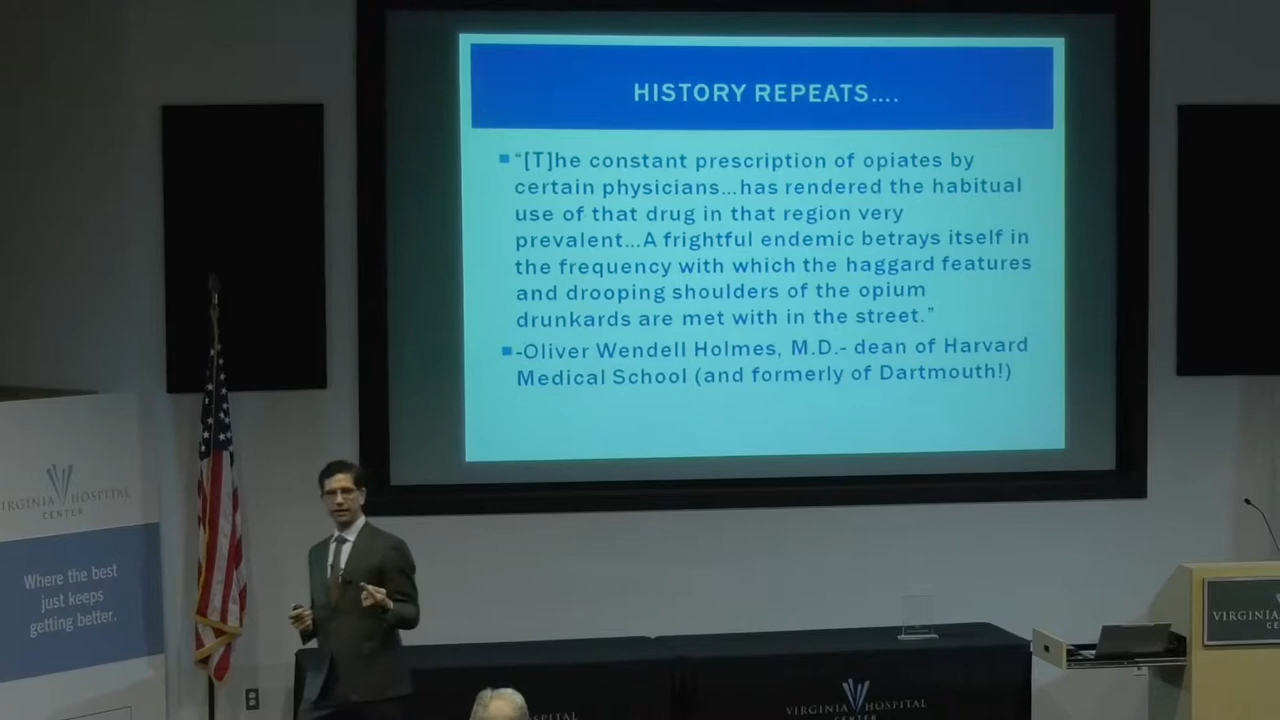 HISTORY REPEATS....
"[T]he constant prescription of opiates by
certain physicians...has rendered the habitual
use of that drug in that region very
prevalent...A frightful endemic betrays itself in
the frequency with which the haggard features
and drooping shoulders of the opium
drunkards are met with in the street."
-Oliver Wendell Holmes, M.D.- dean of Harvard
Medical School (and formerly of Dartmouth!)
VIRGINIA HOSPITAL
CENTER
Where the best
just keeps
getting better.
VIRGINIA HOSPITAL
CENTER